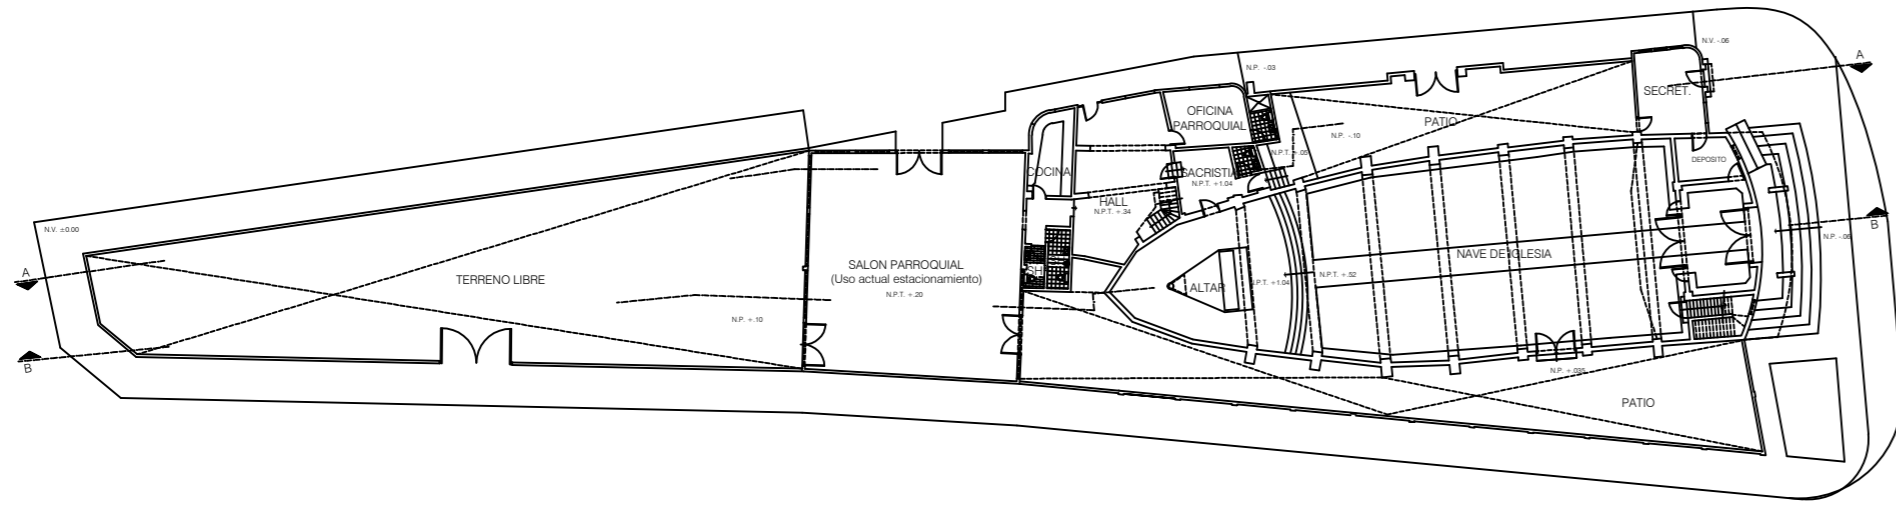 N.V. ±0.00
A
B
TERRENO LIBRE
N.P. +.10
SALON PARROQUIAL
(Uso actual estacionamiento)
N.P.T. +.20
COCINA
SH
HALL
N.P.T. +.34
OFICINA
PARROQUIAL
SACRISTIA
N.P.T. +1.04
N.P. -.03
N.P.T. +.05
N.P. -.10
PATIO
SECRET.
N.V. -.06
A
DEPOSITO
ALTAR
N.P.T. +1.04
N.P.T. +.52
NAVE DE IGLESIA
B
N.P. -.06
N.P. +.035
PATIO